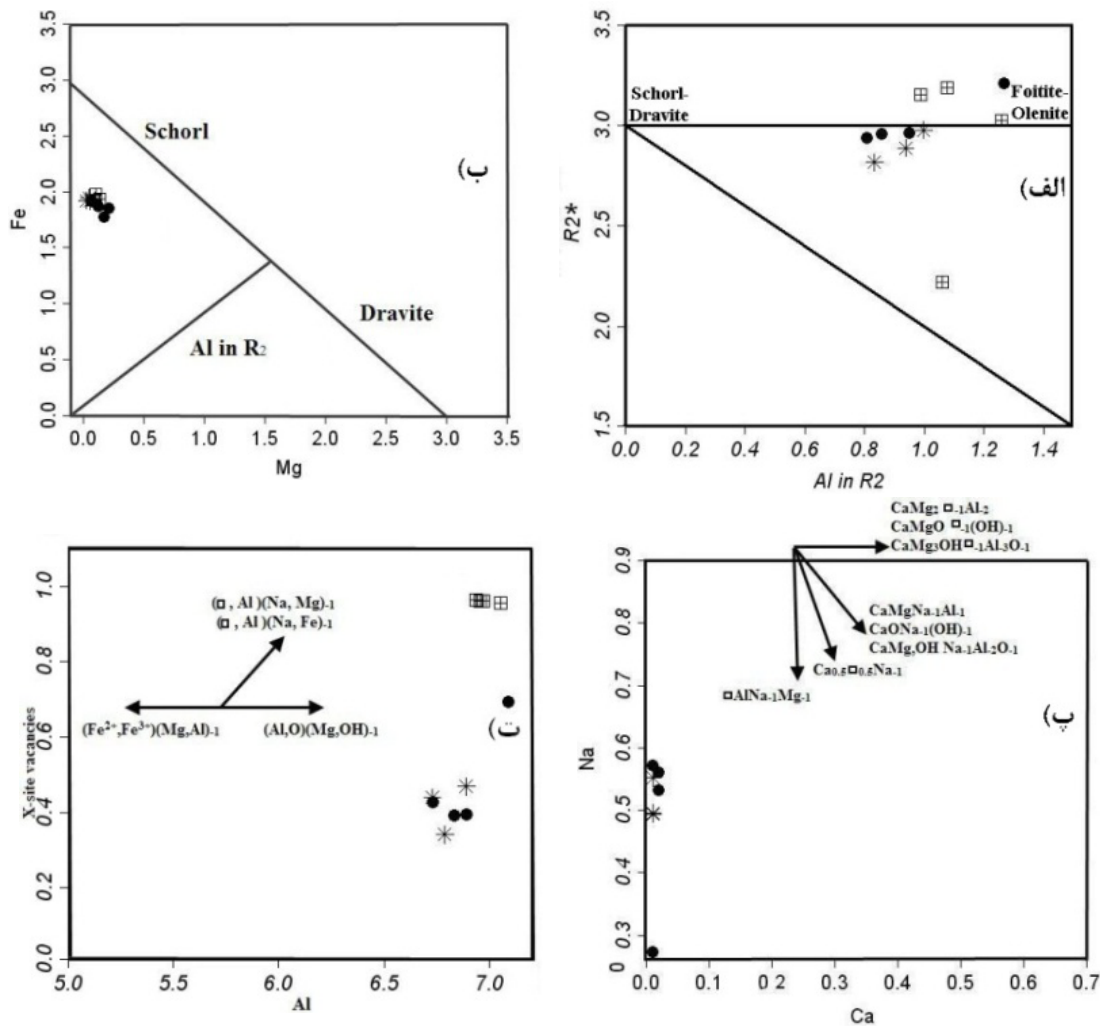 3.5
3.0
2.5
2.0
1.5
1.0
0.5
0.0
Fe
Schorl
Dravite
Al in R2
ب)
0.0 0.5 1.0 1.5 2.0 2.5 3.0 3.5
Mg
3.5
3.0
2.5
2.0
1.5
R2*
Schorl-
Dravite
Foitite-
Olenite
الف)
0.0 0.2 0.4 0.6 0.8 1.0 1.2 1.4
Al in R2
1.0
0.8
0.6
0.4
0.2
0.0
X-site vacancies
(□, Al)(Na, Mg)-1
(□, Al)(Na, Fe)-1
(Fe2+,Fe3+)(Mg,Al)-1
(Al,O)(Mg,OH)-1
ت)
5.0 5.5 6.0 6.5 7.0
Al
CaMg2 □-1Al-2
CaMgO □-1(OH)-1
CaMg3OH□-1Al-3O-1
0.9
0.8
0.7
0.6
0.5
0.4
0.3
0
Na
CaMgNa-1Al-1
CaONa-1(OH)-1
CaMg,OH Na-1Al-2O-1
Ca0.5□0.5Na-1
□AlNa-1Mg-1
پ)
0 0.1 0 2 0.3 0.4 0.5 0.6 0.7
Ca